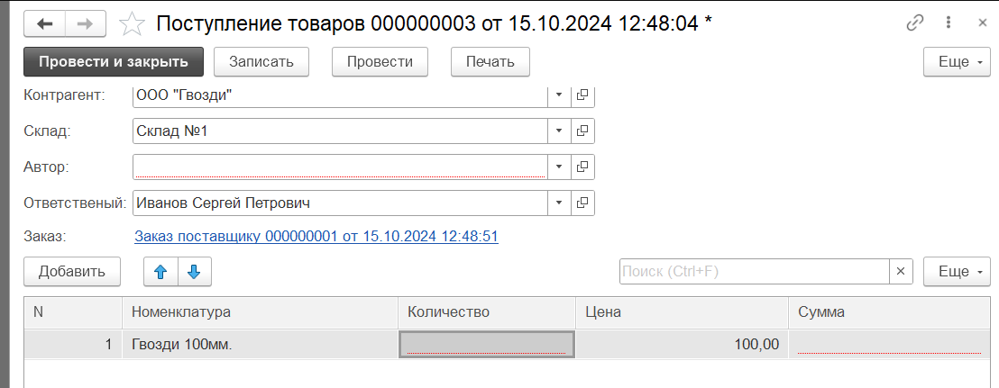 Поступление товаров 000000003 от 15.10.2024 12:48:04 *
Провести и закрыть Записать Провести Печать Еще
Контрагент: ООО "Гвозди"
Склад: Склад №1
Автор:
Ответственый: Иванов Сергей Петрович
Заказ: Заказ поставщику 000000001 от 15.10.2024 12:48:51
Добавить Поиск (Ctrl+F) × Еще
N Номенклатура Количество Цена Сумма
1 Гвозди 100мм. 100,00